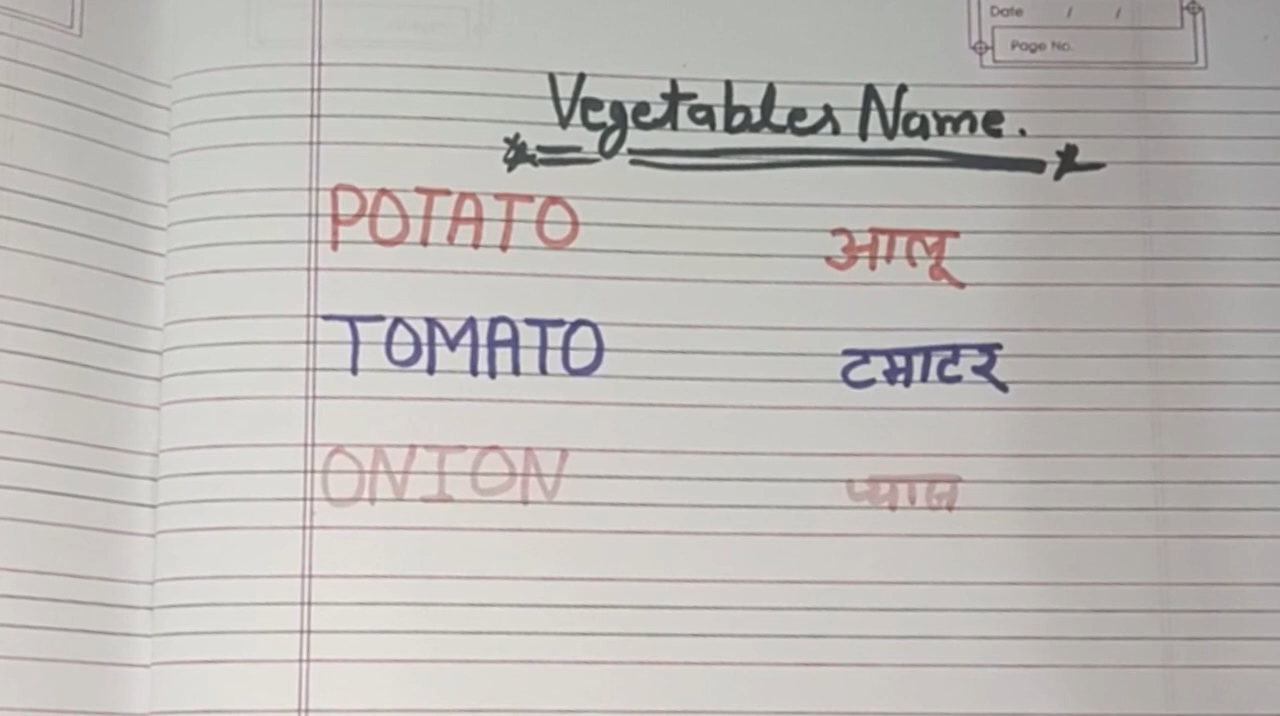 Date / /
Page No.
Vegetables Name.
POTATO आलू
TOMATO टमाटर
ONION प्याज